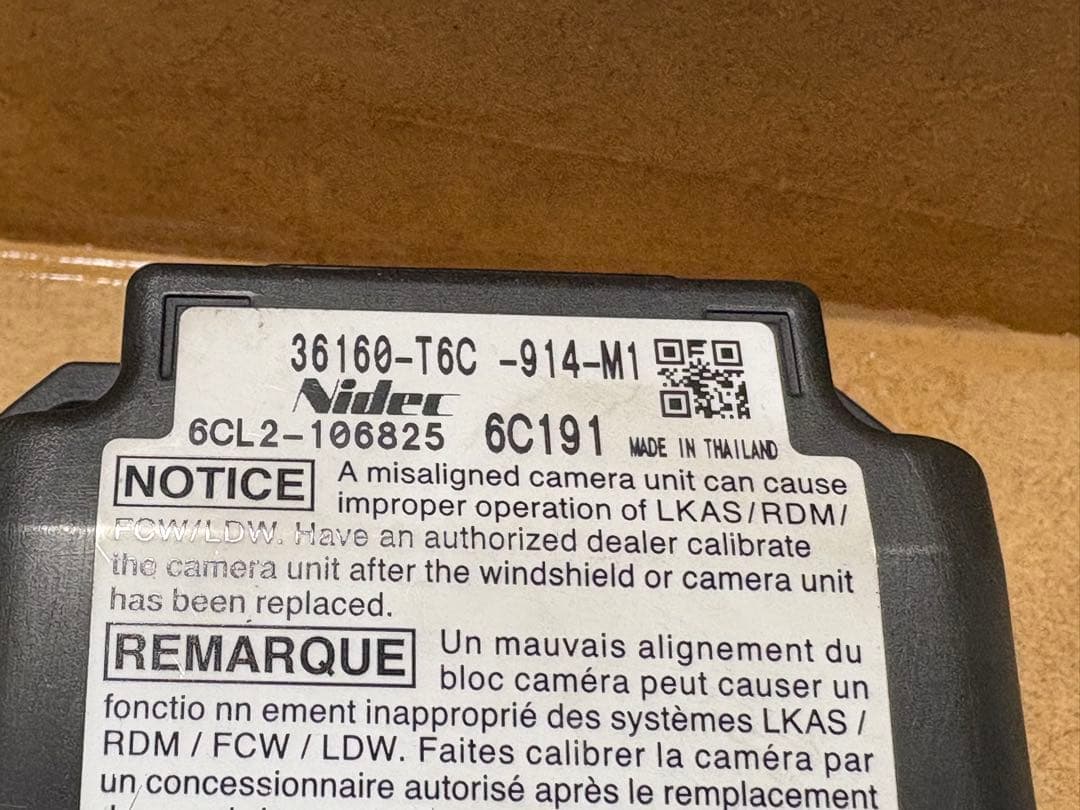 36160-T6C -914-M1
Nidec
6CL2-106825 6C191 MADE IN THAILAND
NOTICE A misaligned camera unit can cause
improper operation of LKAS/RDM/
FCW/LDW. Have an authorized dealer calibrate
the camera unit after the windshield or camera unit
has been replaced.
REMARQUE Un mauvais alignement du
bloc caméra peut causer un
fonctio nn ement inapproprié des systèmes LKAS /
RDM / FCW / LDW. Faites calibrer la caméra par
un concessionnaire autorisé après le remplacement